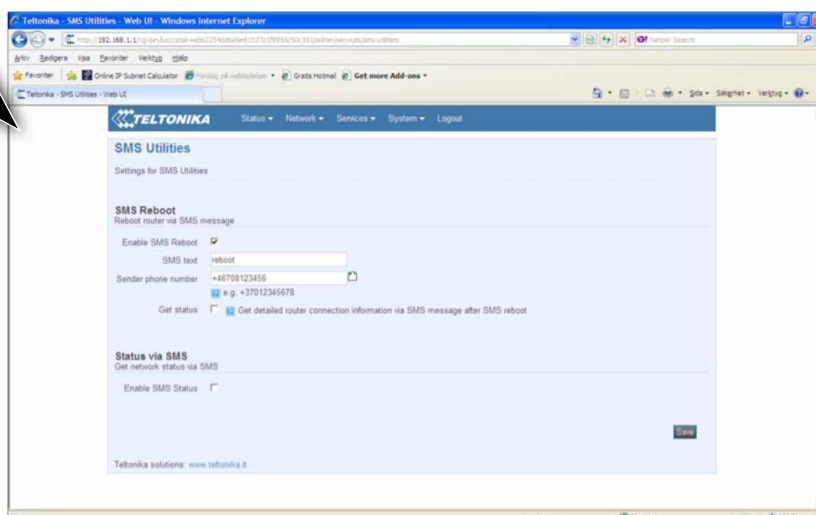 Teltonika - SMS Utilities - Web UI - Windows Internet Explorer
Yahoo! Search
Arkiv Redigera Visa Favoriter Verktyg Hjälp
Favoriter Online IP Subnet Calculator Gratis Hotmail Get more Add-ons
Teltonika - SMS Utilities - Web UI Sida Säkerhet Verktyg
TELTONIKA Status Network Services System Logout
SMS Utilities
Settings for SMS Utilities
SMS Reboot
Reboot router via SMS message
Enable SMS Reboot
SMS text reboot
Sender phone number +46708123456
e.g. +37012345678
Get status Get detailed router connection information via SMS message after SMS reboot
Status via SMS
Get network status via SMS
Enable SMS Status
Save
Teltonika solutions: www.teltonika.lt